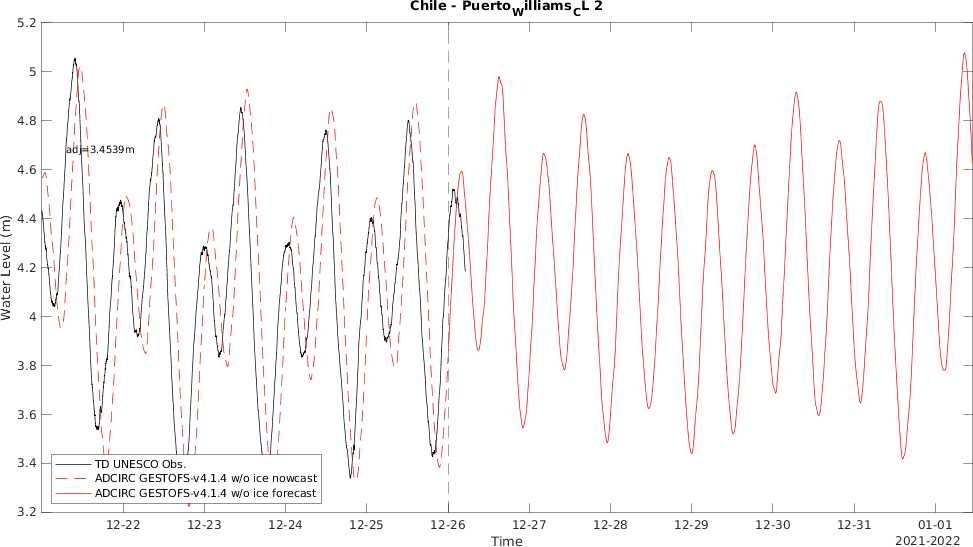 Chile - Puerto_Williams_CL 2
5.2
5
4.8
4.6
4.4
4.2
4
3.8
3.6
3.4
3.2
Water Level (m)
adj=3.4539m
TD UNESCO Obs.
ADCIRC GESTOFS-v4.1.4 w/o ice nowcast
ADCIRC GESTOFS-v4.1.4 w/o ice forecast
12-22 12-23 12-24 12-25 12-26 12-27 12-28 12-29 12-30 12-31 01-01
Time
2021-2022